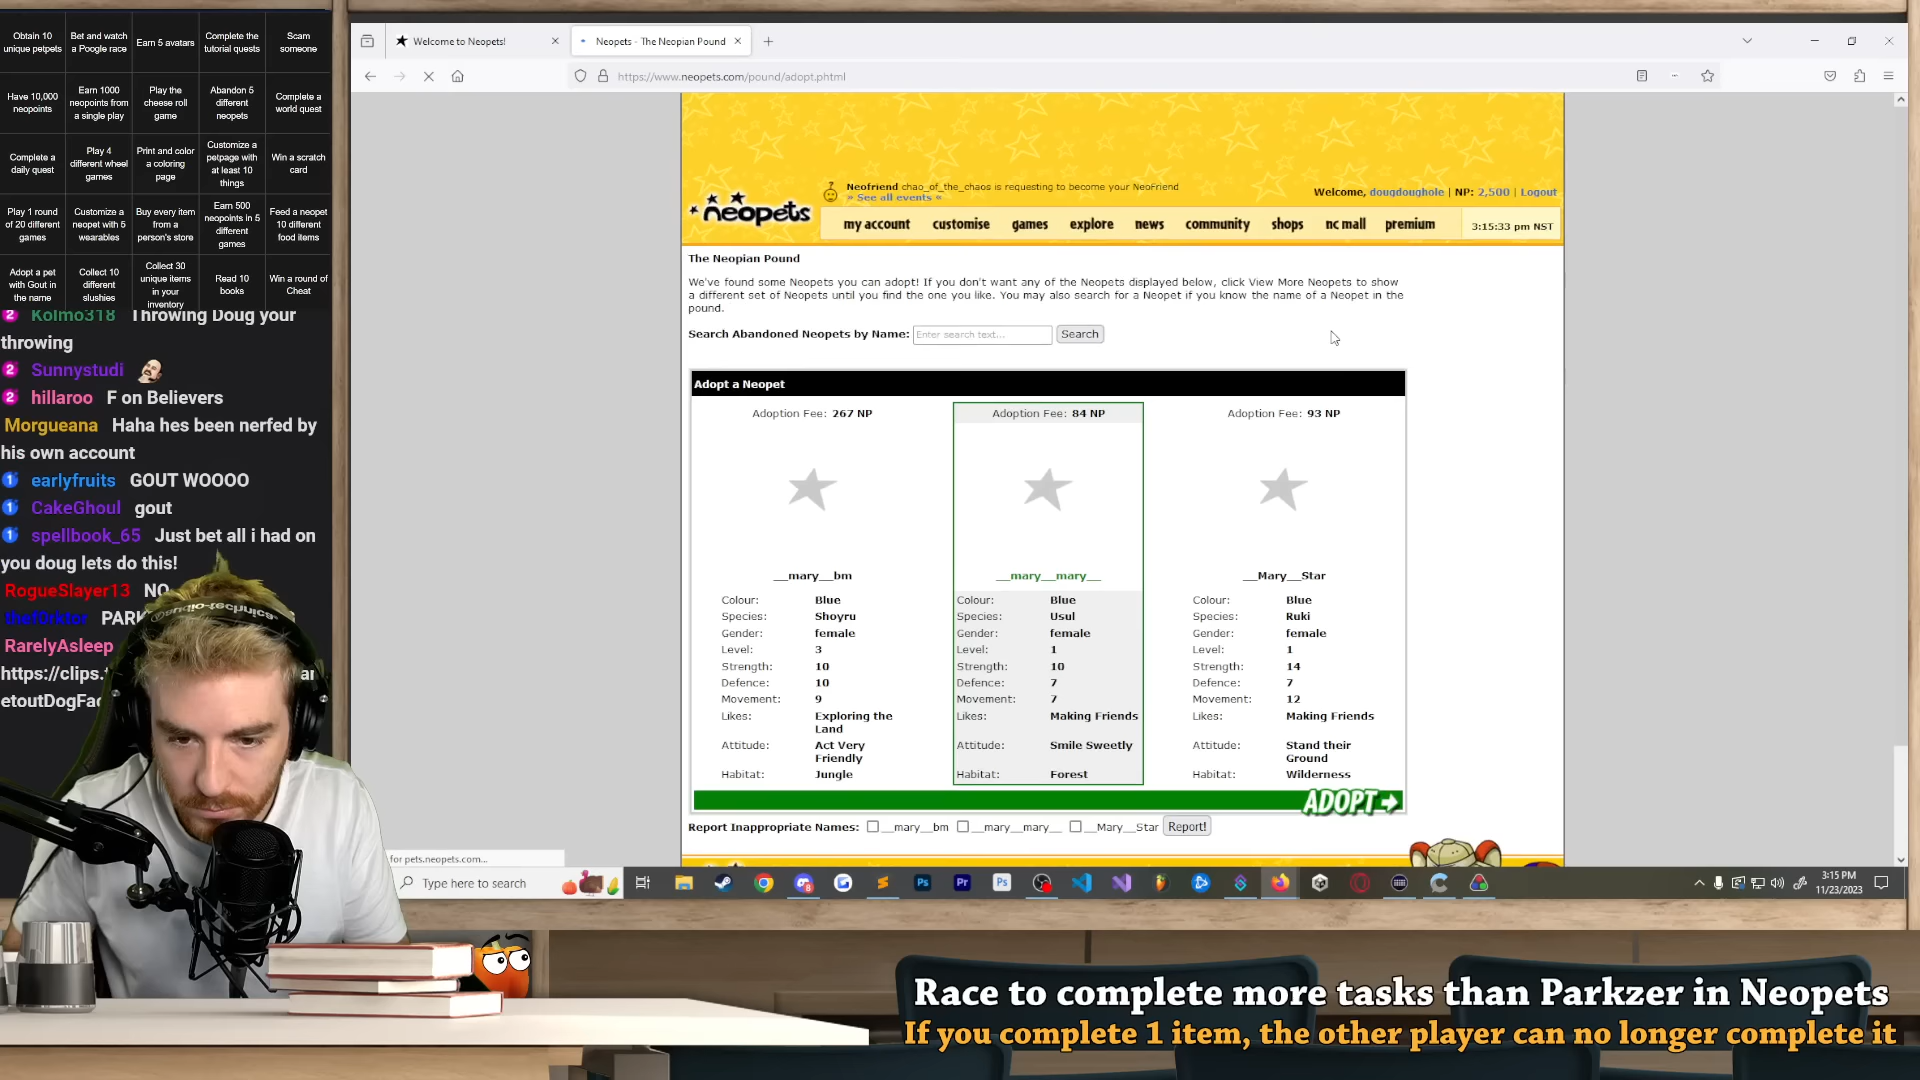 Obtain 10
unique petpets
Bet and watch
a Poogle race
Earn 5 avatars
Complete the
tutorial quests
Scam
someone
Have 10,000
neopoints
Earn 1000
neopoints from
a single play
Play the
cheese roll
game
Abandon 5
different
neopets
Complete a
world quest
Complete a
daily quest
Play 4
different wheel
games
Print and color
a coloring
page
Customize a
petpage with
at least 10
things
Win a scratch
card
Play 1 round
of 20 different
games
Customize a
neopet with 5
wearables
Buy every item
from a
person's store
Earn 500
neopoints in 5
different
games
Feed a neopet
10 different
food items
Adopt a pet
with Gout in
the name
Collect 10
different
slushies
Collect 30
unique items
in your
inventory
Read 10
books
Win a round of
Cheat
Kolmo318 Throwing Doug your
throwing
Sunnystudi
hillaroo F on Believers
Morgueana Haha hes been nerfed by
his own account
earlyfruits GOUT WOOOO
CakeGhoul gout
spellbook_65 Just bet all i had on
you doug lets do this!
RogueSlayer13 NO
thef0rktor PARK
RarelyAsleep
https://clips.t
etoutDogFac
Welcome to Neopets!
Neopets - The Neopian Pound
https://www.neopets.com/pound/adopt.phtml
Neofriend chao_of_the_chaos is requesting to become your NeoFriend
» See all events «
Welcome, dougdoughole | NP: 2,500 | Logout
neopets
my account customise games explore news community shops nc mall premium
3:15:33 pm NST
The Neopian Pound
We've found some Neopets you can adopt! If you don't want any of the Neopets displayed below, click View More Neopets to show
a different set of Neopets until you find the one you like. You may also search for a Neopet if you know the name of a Neopet in the
pound.
Search Abandoned Neopets by Name: Enter search text... Search
Adopt a Neopet
Adoption Fee: 267 NP
__mary__bm
Colour: Blue
Species: Shoyru
Gender: female
Level: 3
Strength: 10
Defence: 10
Movement: 9
Likes: Exploring the
Land
Attitude: Act Very
Friendly
Habitat: Jungle
Adoption Fee: 84 NP
__mary__mary__
Colour: Blue
Species: Usul
Gender: female
Level: 1
Strength: 10
Defence: 7
Movement: 7
Likes: Making Friends
Attitude: Smile Sweetly
Habitat: Forest
Adoption Fee: 93 NP
__Mary__Star
Colour: Blue
Species: Ruki
Gender: female
Level: 1
Strength: 14
Defence: 7
Movement: 12
Likes: Making Friends
Attitude: Stand their
Ground
Habitat: Wilderness
ADOPT
Report Inappropriate Names: __mary__bm __mary__mary__ __Mary__Star Report!
for pets.neopets.com...
Type here to search
3:15 PM
11/23/2023
audio-technica
Race to complete more tasks than Parkzer in Neopets
If you complete 1 item, the other player can no longer complete it